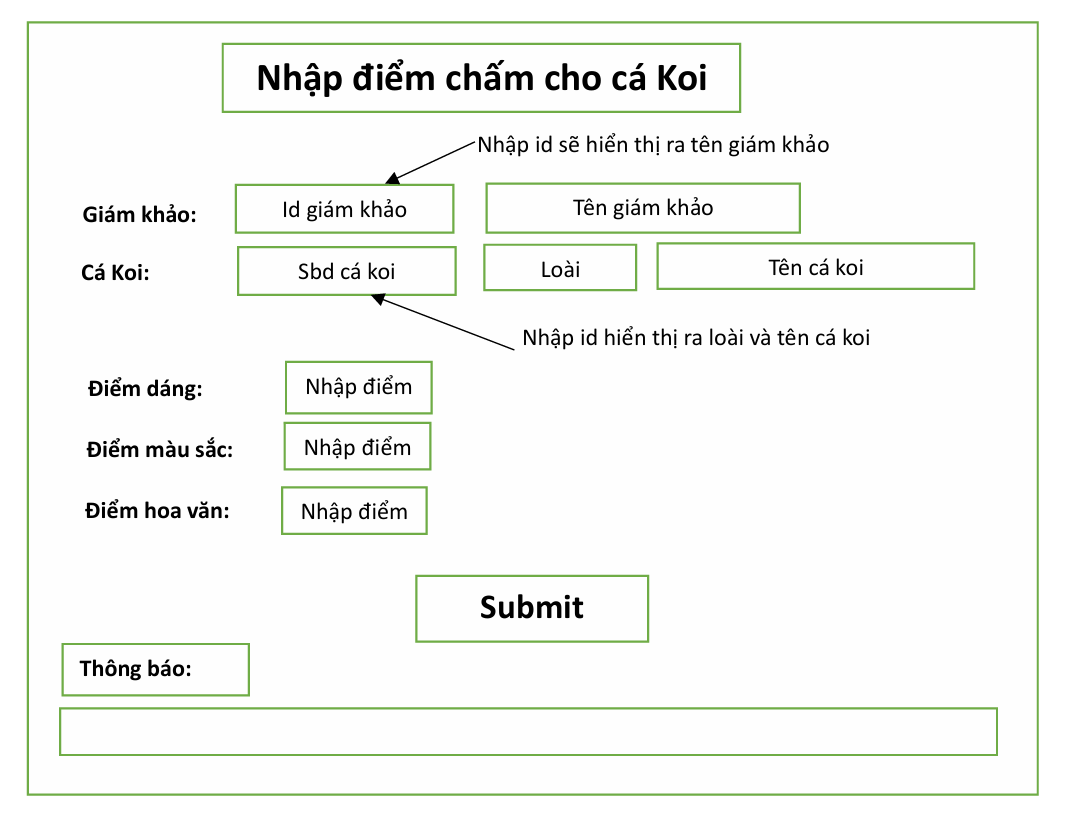 Nhập điểm chấm cho cá Koi
Nhập id sẽ hiển thị ra tên giám khảo
Giám khảo: Id giám khảo Tên giám khảo
Cá Koi: Sbd cá koi Loài Tên cá koi
Nhập id hiển thị ra loài và tên cá koi
Điểm dáng: Nhập điểm
Điểm màu sắc: Nhập điểm
Điểm hoa văn: Nhập điểm
Submit
Thông báo: